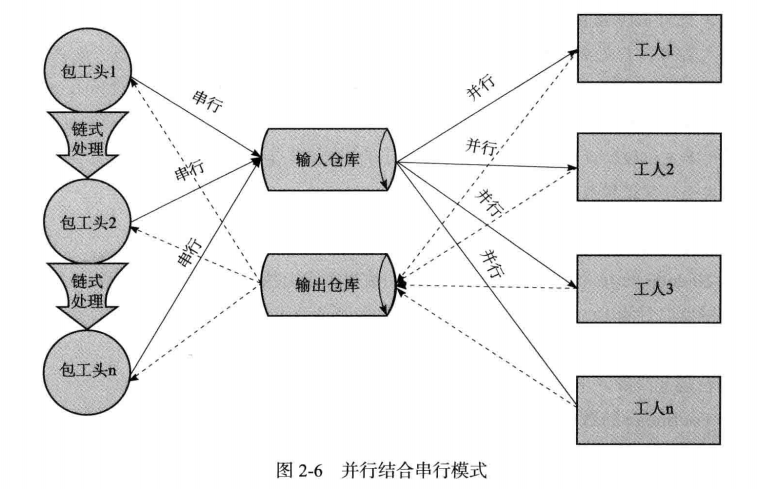 包工头1
链式
处理
包工头2
链式
处理
包工头n
串行
串行
串行
输入仓库
输出仓库
并行
并行
并行
并行
工人1
工人2
工人3
工人n
图 2-6 并行结合串行模式